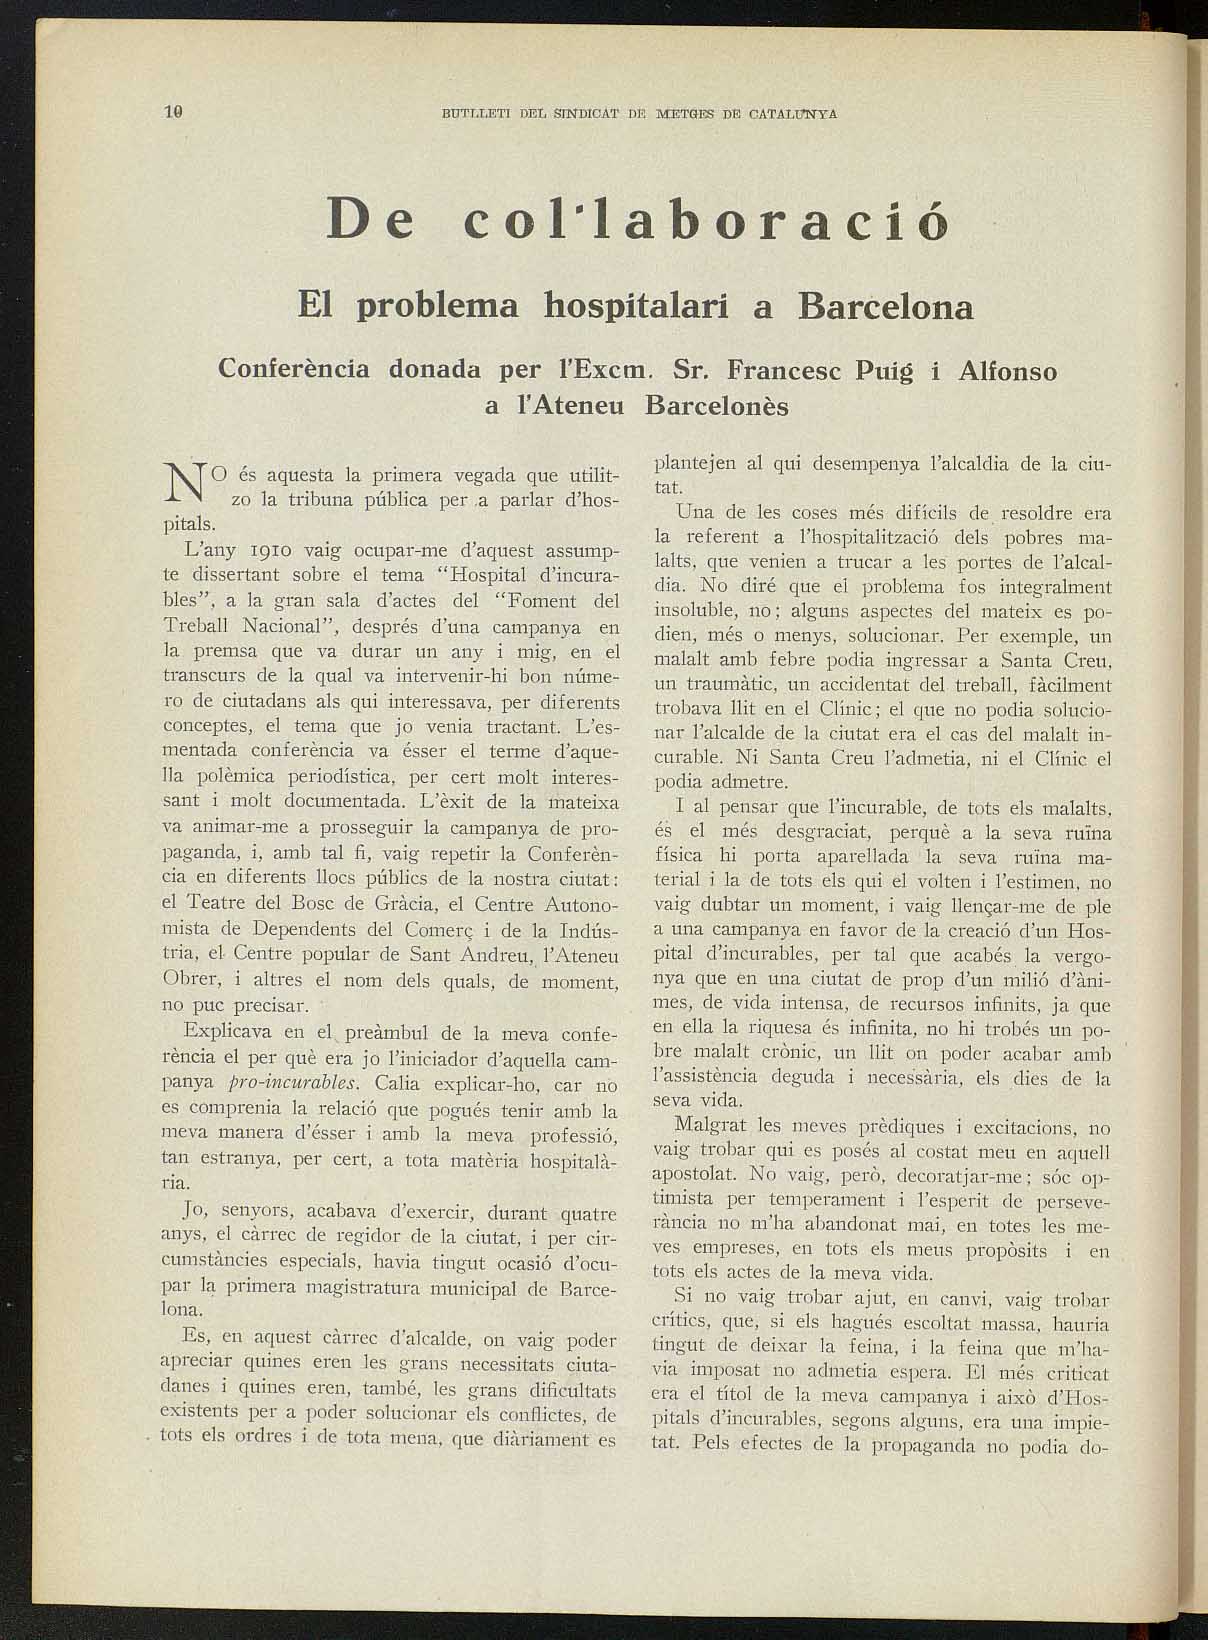 10
BUTLLETI DEL SINDICAT DE METGES DE CATALUNYA
De col·laboració
El problema hospitalari a Barcelona
Conferència donada per l'Excm. Sr. Francesc Puig i Alfonso
a l'Ateneu Barcelonès
NO és aquesta la primera vegada que utilit-
zo la tribuna pública per a parlar d'hos-
pitals.
L'any 1910 vaig ocupar-me d'aquest assump-
te dissertant sobre el tema "Hospital d'incura-
bles", a la gran sala d'actes del "Foment del
Treball Nacional", després d'una campanya en
la premsa que va durar un any i mig, en el
transcurs de la qual va intervenir-hi bon núme-
ro de ciutadans als qui interessava, per diferents
conceptes, el tema que jo venia tractant. L'es-
mentada conferència va ésser el terme d'aque-
lla polèmica periodística, per cert molt interes-
sant i molt documentada. L'èxit de la mateixa
va animar-me a prosseguir la campanya de pro-
paganda, i, amb tal fi, vaig repetir la Conferèn-
cia en diferents llocs públics de la nostra ciutat:
el Teatre del Bosc de Gràcia, el Centre Autono-
mista de Dependents del Comerç i de la Indús-
tria, el Centre popular de Sant Andreu, l'Ateneu
Obrer, i altres el nom dels quals, de moment,
no puc precisar.
Explicava en el preàmbul de la meva confe-
rència el per què era jo l'iniciador d'aquella cam-
panya pro-incurables. Calia explicar-ho, car no
es comprenia la relació que pogués tenir amb la
meva manera d'ésser i amb la meva professió,
tan estranya, per cert, a tota matèria hospitalà-
ria.
Jo, senyors, acabava d'exercir, durant quatre
anys, el càrrec de regidor de la ciutat, i per cir-
cumstàncies especials, havia tingut ocasió d'ocu-
par la primera magistratura municipal de Barce-
lona.
Es, en aquest càrrec d'alcalde, on vaig poder
apreciar quines eren les grans necessitats ciuta-
danes i quines eren, també, les grans dificultats
existents per a poder solucionar els conflictes, de
tots els ordres i de tota mena, que diàriament es
plantejen al qui desempenya l'alcaldia de la ciu-
tat.
Una de les coses més difícils de resoldre era
la referent a l'hospitalització dels pobres ma-
lalts, que venien a trucar a les portes de l'alcal-
dia. No diré que el problema fos integralment
insoluble, no; alguns aspectes del mateix es po-
dien, més o menys, solucionar. Per exemple, un
malalt amb febre podia ingressar a Santa Creu,
un traumàtic, un accidentat del treball, fàcilment
trobava llit en el Clínic; el que no podia solucio-
nar l'alcalde de la ciutat era el cas del malalt in-
curable. Ni Santa Creu l'admetia, ni el Clínic el
podia admetre.
I al pensar que l'incurable, de tots els malalts,
és el més desgraciat, perquè a la seva ruïna
física hi porta aparellada la seva ruïna ma-
terial i la de tots els qui el volten i l'estimen, no
vaig dubtar un moment, i vaig llençar-me de ple
a una campanya en favor de la creació d'un Hos-
pital d'incurables, per tal que acabés la vergo-
nya que en una ciutat de prop d'un milió d'àni-
mes, de vida intensa, de recursos infinits, ja que
en ella la riquesa és infinita, no hi trobés un po-
bre malalt crònic, un llit on poder acabar amb
l'assistència deguda i necessària, els dies de la
seva vida.
Malgrat les meves prèdiques i excitacions, no
vaig trobar qui es posés al costat meu en aquell
apostolat. No vaig, però, decoratjar-me; sóc op-
timista per temperament i l'esperit de perseve-
rància no m'ha abandonat mai, en totes les me-
ves empreses, en tots els meus propòsits i en
tots els actes de la meva vida.
Si no vaig trobar ajut, en canvi, vaig trobar
crítics, que, si els hagués escoltat massa, hauria
tingut de deixar la feina, i la feina que m'ha-
via imposat no admetia espera. El més criticat
era el títol de la meva campanya i això d'Hos-
pitals d'incurables, segons alguns, era una impie-
tat. Pels efectes de la propaganda no podia do-